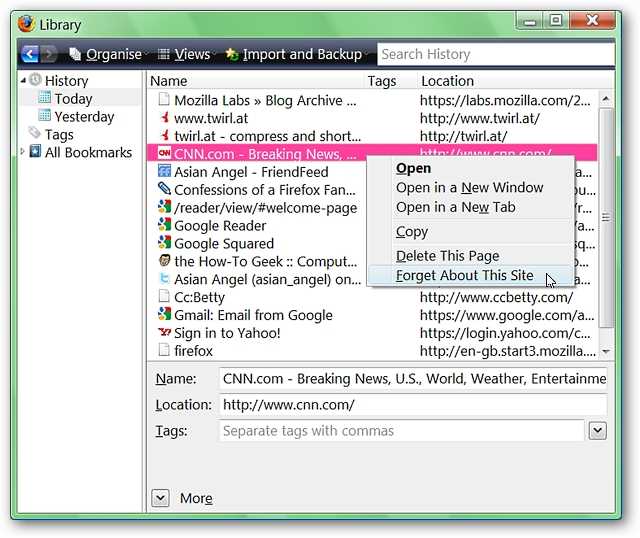 Library
Organise Views Import and Backup Search History
History
Today
Yesterday
Tags
All Bookmarks
Name Tags Location
Mozilla Labs » Blog Archive ... https://labs.mozilla.com/2...
www.twirl.at http://www.twirl.at/
twirl.at - compress and short... http://twirl.at/
CNN CNN.com - Breaking News, ... http://www.cnn.com/
Asian Angel - FriendFeed
Confessions of a Firefox Fan...
/reader/view/#welcome-page
Google Reader
Google Squared
the How-To Geek :: Comput...
Asian Angel (asian_angel) on...
Cc:Betty http://www.ccbetty.com/
Gmail: Email from Google https://www.google.com/a...
Sign in to Yahoo! https://login.yahoo.com/c...
firefox http://en-gb.start3.mozilla....
Open
Open in a New Window
Open in a New Tab
Copy
Delete This Page
Forget About This Site
Name: CNN.com - Breaking News, U.S., World, Weather, Entertainme
Location: http://www.cnn.com/
Tags: Separate tags with commas
More